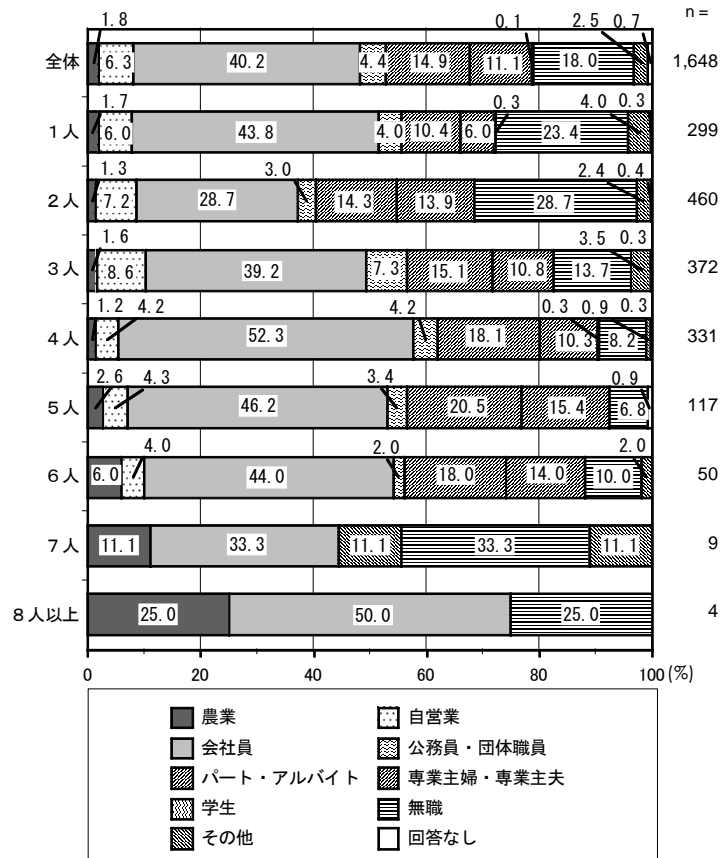 n =
1.8 0.1 2.5 0.7
全体 6.3 40.2 4.4 14.9 11.1 18.0 1,648
1.7 0.3 4.0 0.3
1人 6.0 43.8 4.0 10.4 6.0 23.4 299
1.3 3.0 2.4 0.4
2人 7.2 28.7 14.3 13.9 28.7 460
1.6 3.5 0.3
3人 8.6 39.2 7.3 15.1 10.8 13.7 372
1.2 4.2 4.2 0.3 0.9 0.3
4人 52.3 18.1 10.3 8.2 331
2.6 4.3 3.4 0.9
5人 46.2 20.5 15.4 6.8 117
4.0 2.0 2.0
6人 6.0 44.0 18.0 14.0 10.0 50
7人 11.1 33.3 11.1 33.3 11.1 9
8人以上 25.0 50.0 25.0 4
0 20 40 60 80 100 (%)
農業 自営業
会社員 公務員・団体職員
パート・アルバイト 専業主婦・専業主夫
学生 無職
その他 回答なし